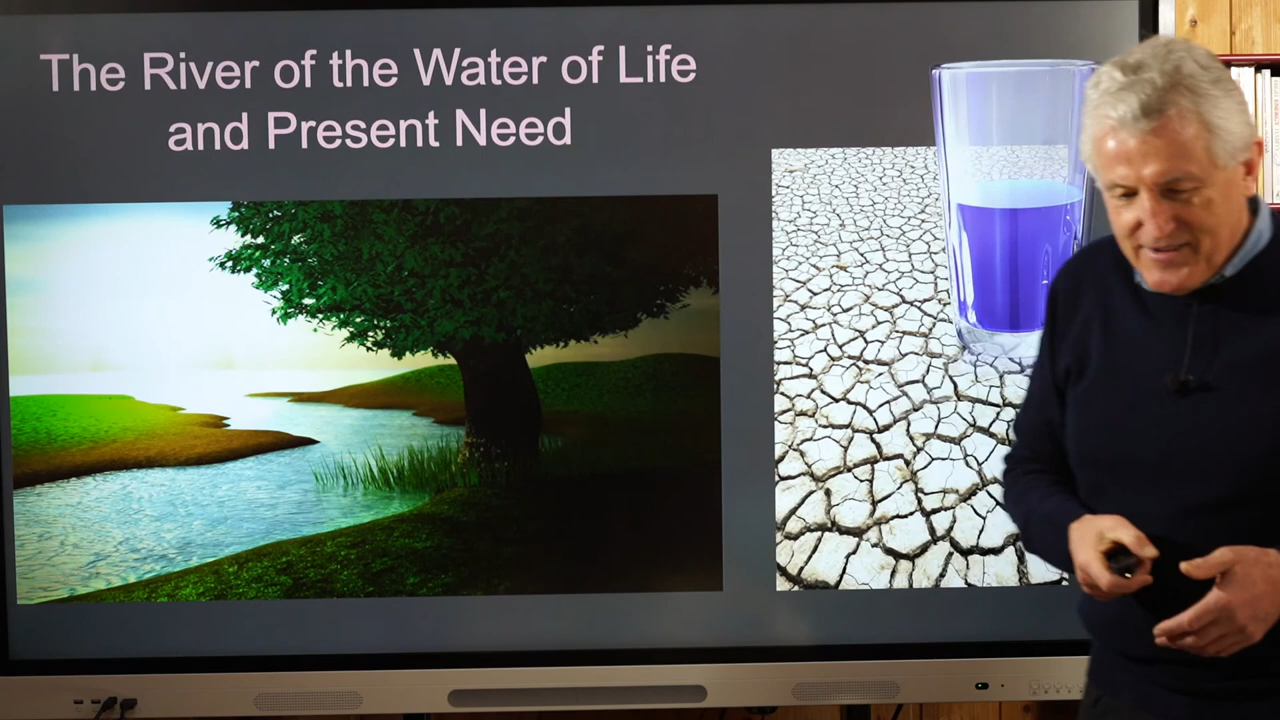 The River of the Water of Life
and Present Need